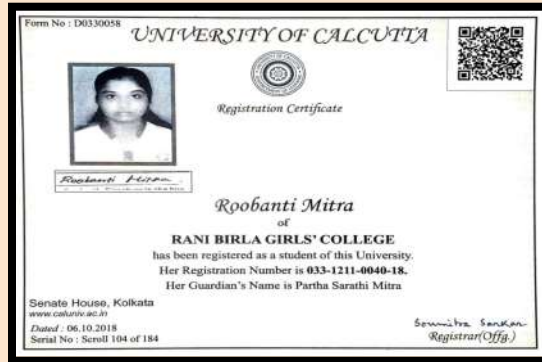 Form No : D0330058
UNIVERSITY OF CALCUTTA
Registration Certificate
Roobanti Mitra
Roobanti Mitra
of
RANI BIRLA GIRLS' COLLEGE
has been registered as a student of this University.
Her Registration Number is 033-1211-0040-18.
Her Guardian's Name is Partha Sarathi Mitra
Senate House, Kolkata
www.caluniv.ac.in
Dated : 06.10.2018
Serial No : Scroll 104 of 184
Soumitra Sarkar
Registrar(Offg.)